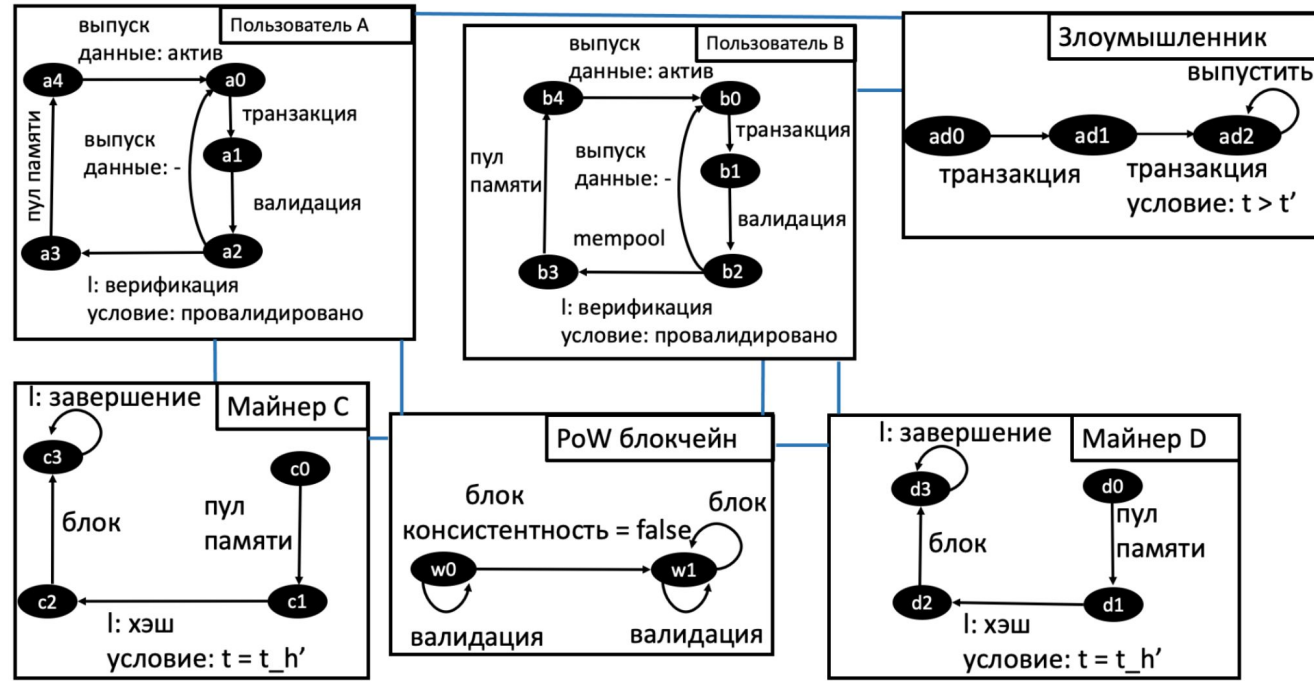 Пользователь A
выпуск
данные: актив
a4
a0
транзакция
a1
выпуск
данные: -
пул памяти
валидация
a3
a2
l: верификация
условие: провалидировано
Пользователь B
выпуск
данные: актив
b4
b0
транзакция
b1
выпуск
данные: -
пул
памяти
валидация
mempool
b3
b2
l: верификация
условие: провалидировано
Злоумышленник
выпустить
ad0
ad1
ad2
транзакция
транзакция
условие: t > t’
Майнер C
l: завершение
c3
c0
пул
памяти
блок
c2
c1
l: хэш
условие: t = t_h’
PoW блокчейн
блок
консистентность = false
блок
w0
w1
валидация
валидация
Майнер D
l: завершение
d3
d0
пул
памяти
блок
d2
d1
l: хэш
условие: t = t_h’